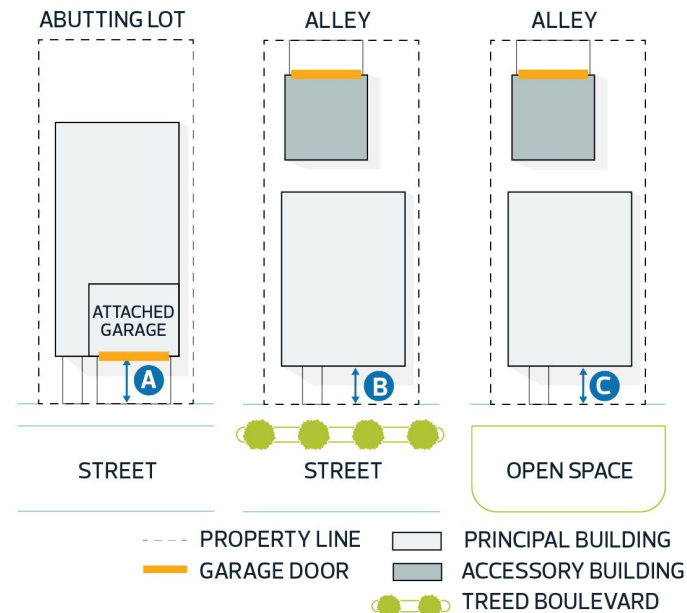 ABUTTING LOT
ALLEY
ALLEY
ATTACHED
GARAGE
A
B
C
STREET
STREET
OPEN SPACE
PROPERTY LINE
PRINCIPAL BUILDING
GARAGE DOOR
ACCESSORY BUILDING
TREED BOULEVARD